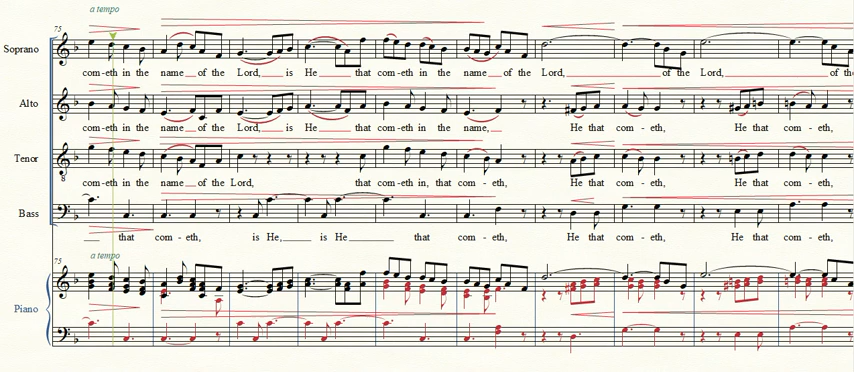 a tempo
75
Soprano
com-eth in the name of the Lord, is He that com-eth in the name of the Lord, of the Lord, of th
Alto
com-eth in the name of the Lord, is He that com-eth in the name, He that com - eth, He that com - eth,
Tenor
8
com-eth in the name of the Lord, that com-eth in, that com - eth, He that com - eth, He that com - eth,
Bass
that com - eth, is He, is He that com - eth, He that com - eth, He that com - eth,
a tempo
75
Piano